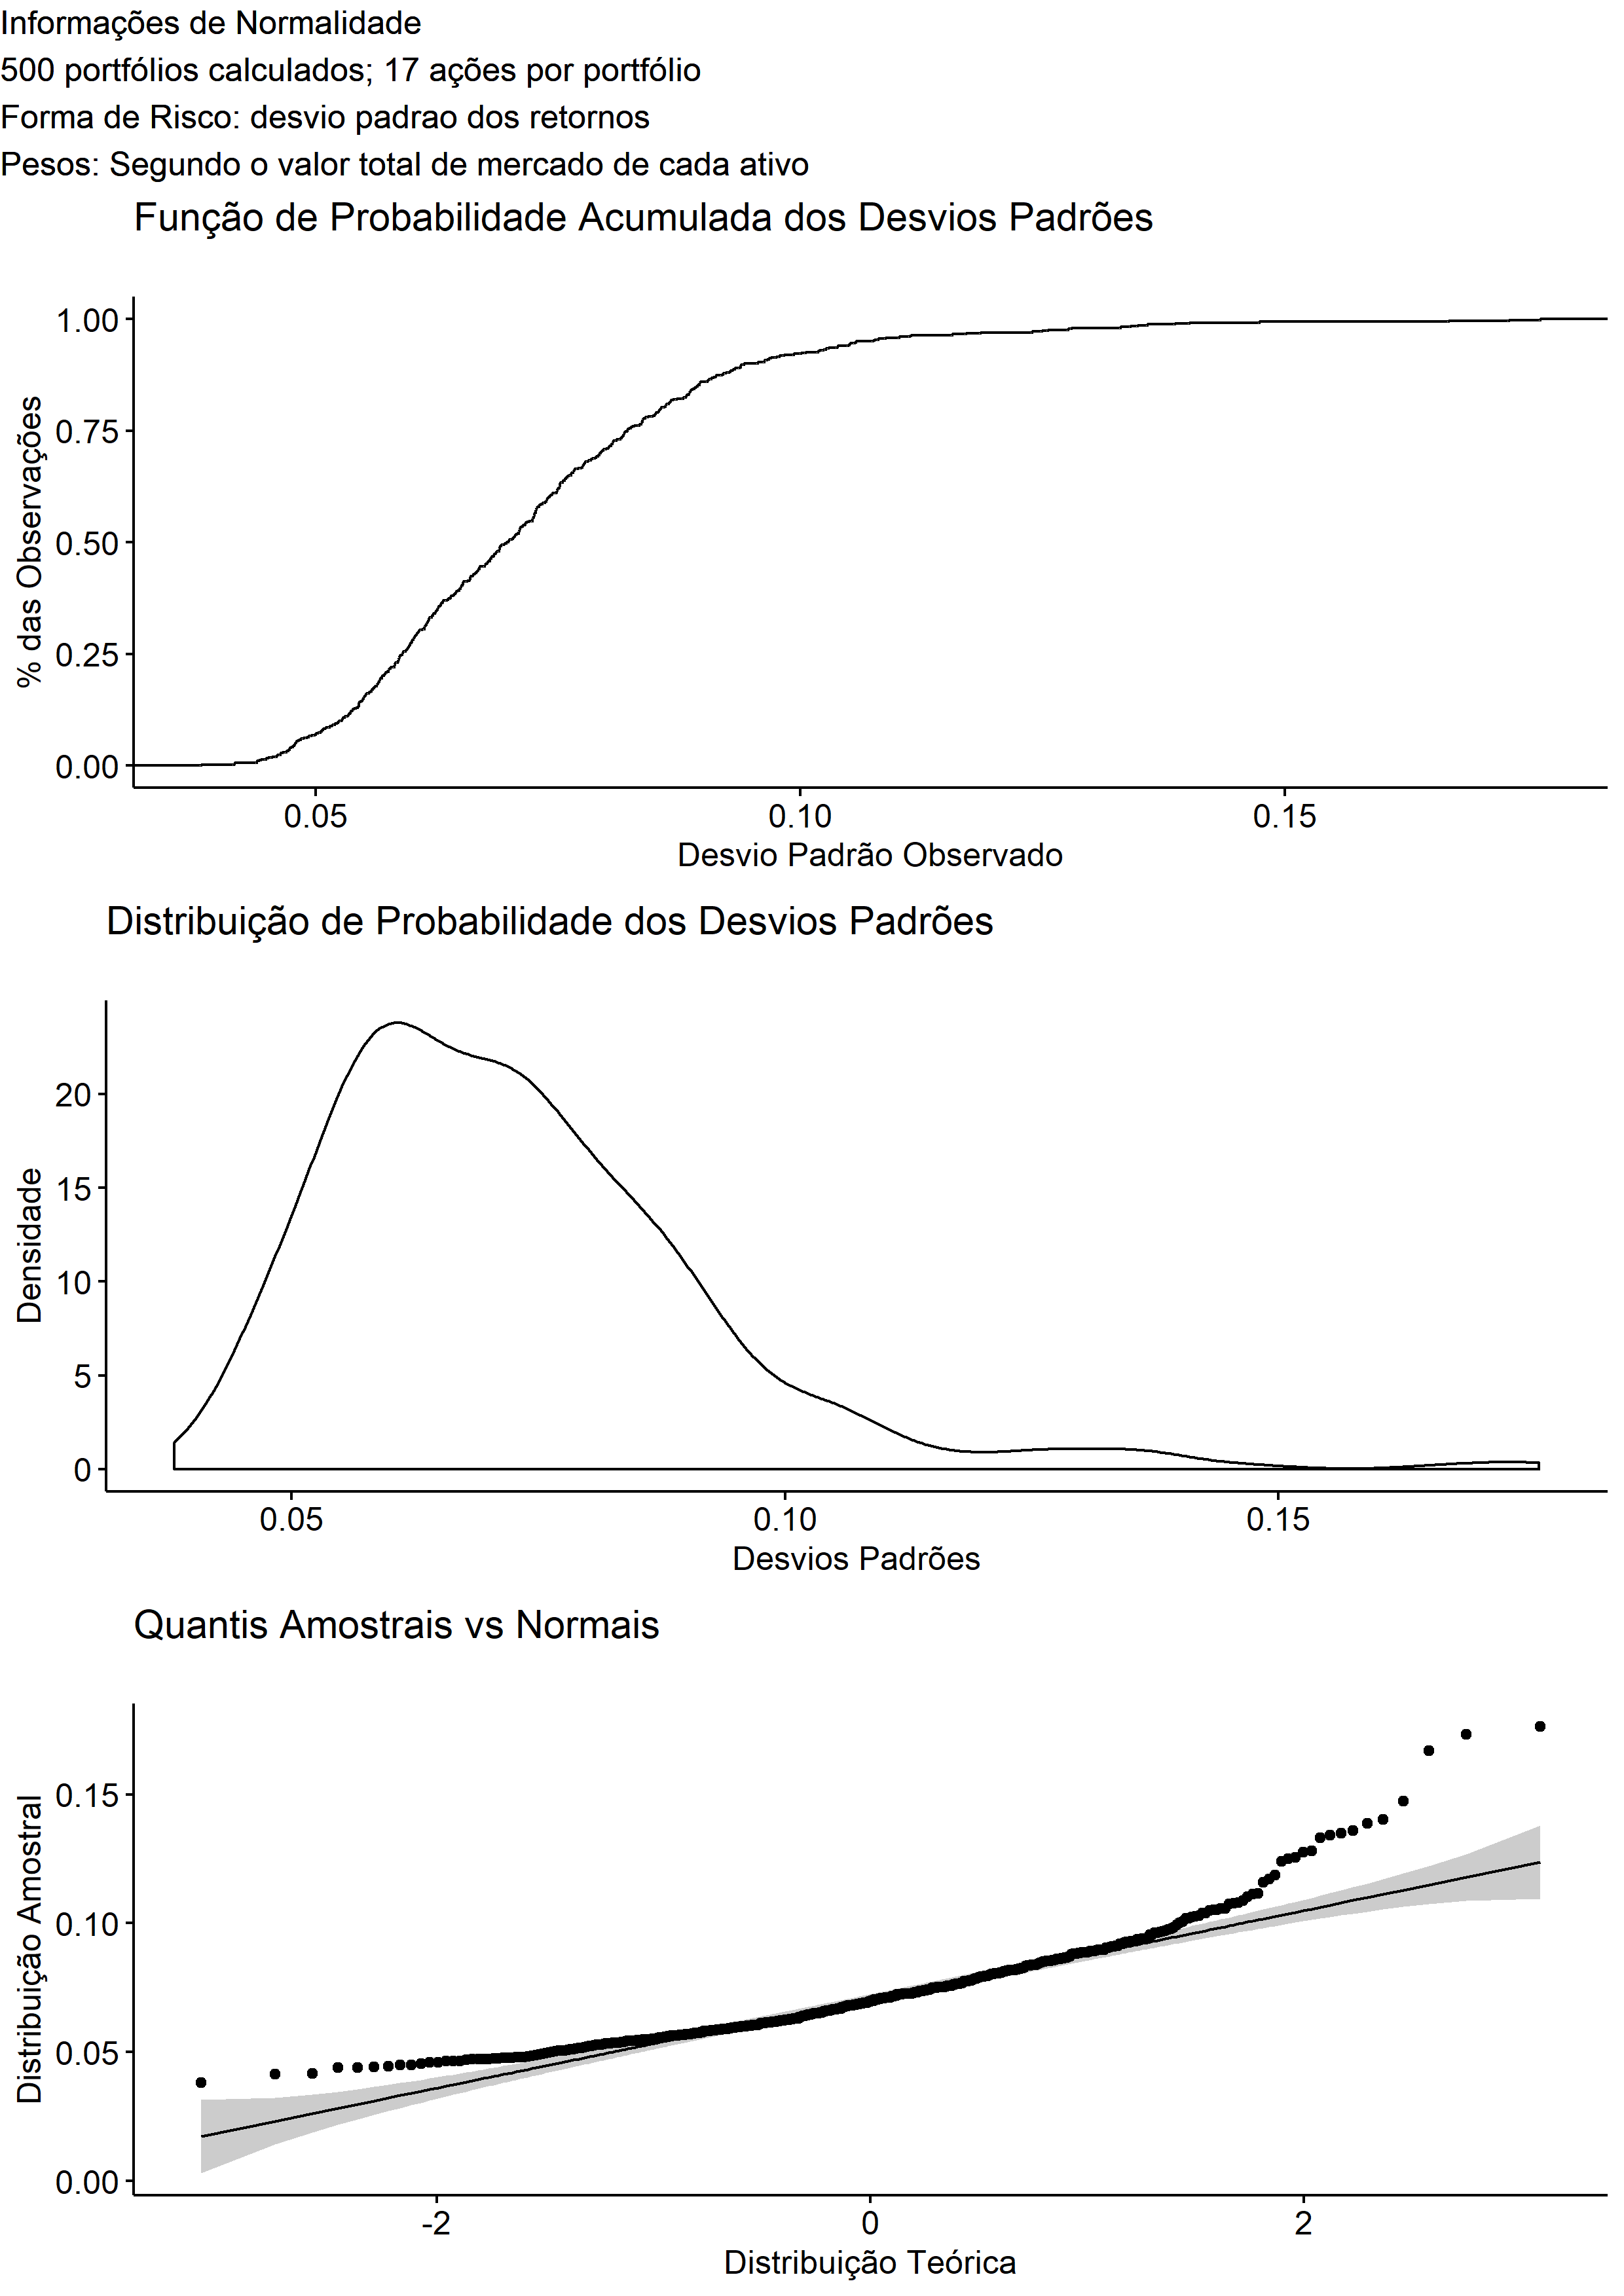 Informações de Normalidade
500 portfólios calculados; 17 ações por portfólio
Forma de Risco: desvio padrao dos retornos
Pesos: Segundo o valor total de mercado de cada ativo
Função de Probabilidade Acumulada dos Desvios Padrões
% das Observações
1.00
0.75
0.50
0.25
0.00
0.05
0.10
0.15
Desvio Padrão Observado
Distribuição de Probabilidade dos Desvios Padrões
Densidade
20
15
10
5
0
0.05
0.10
0.15
Desvios Padrões
Quantis Amostrais vs Normais
Distribuição Amostral
0.15
0.10
0.05
0.00
-2
0
2
Distribuição Teórica